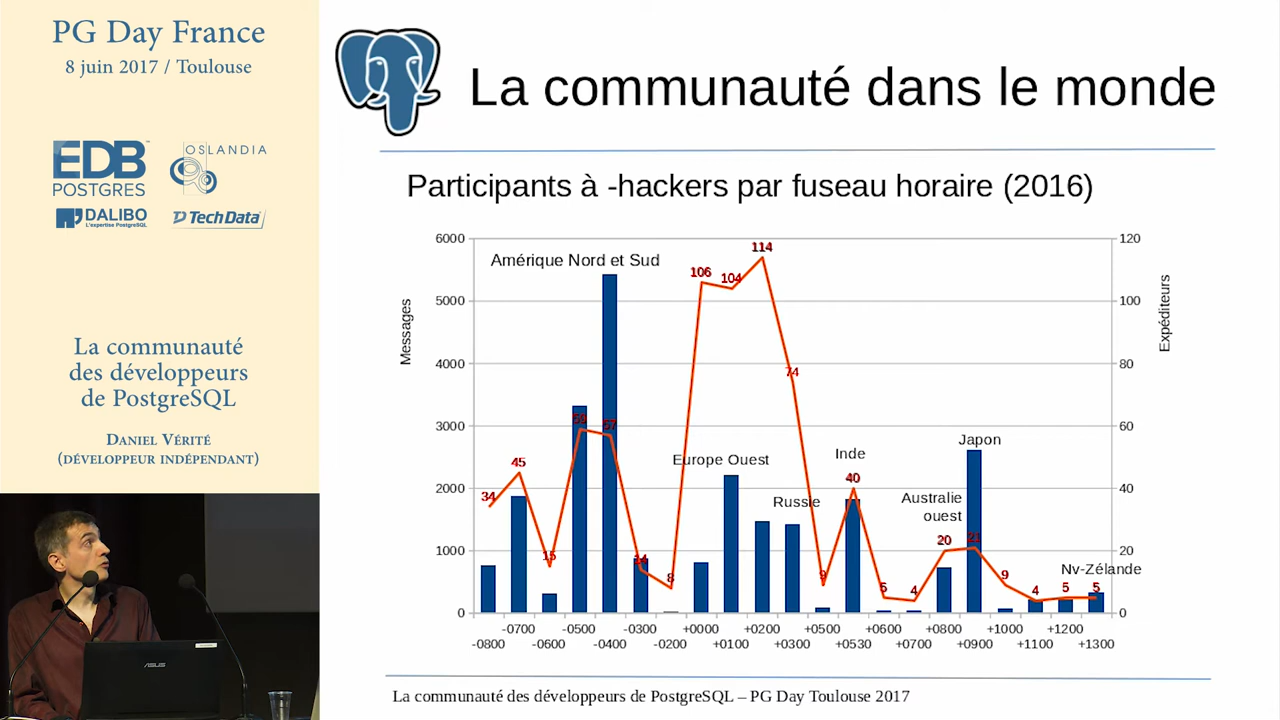 PG Day France
8 juin 2017 / Toulouse
EDB
POSTGRES
OSLANDIA
DALIBO
L'expertise PostgreSQL
TechData
La communauté
des développeurs
de PostgreSQL
Daniel Vérité
(développeur indépendant)
ASUS
La communauté dans le monde
Participants à -hackers par fuseau horaire (2016)
Messages
Expéditeurs
6000
5000
4000
3000
2000
1000
0
120
100
80
60
40
20
0
Amérique Nord et Sud
Europe Ouest
Russie
Inde
Australie
ouest
Japon
Nv-Zélande
34
45
15
59
57
14
8
106
104
114
74
9
40
5
4
20
21
9
4
5
5
-0700 -0500 -0300 +0000 +0200 +0500 +0600 +0800 +1000 +1200
-0800 -0600 -0400 -0200 +0100 +0300 +0530 +0700 +0900 +1100 +1300
La communauté des développeurs de PostgreSQL – PG Day Toulouse 2017